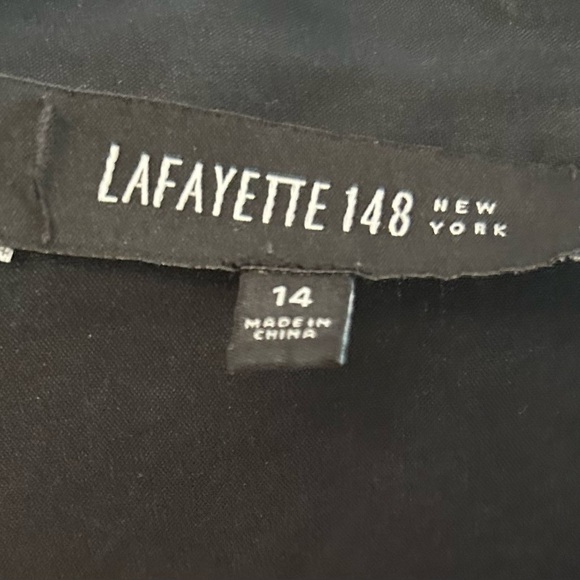 LAFAYETTE 148 NEW YORK
14
MADE IN
CHINA